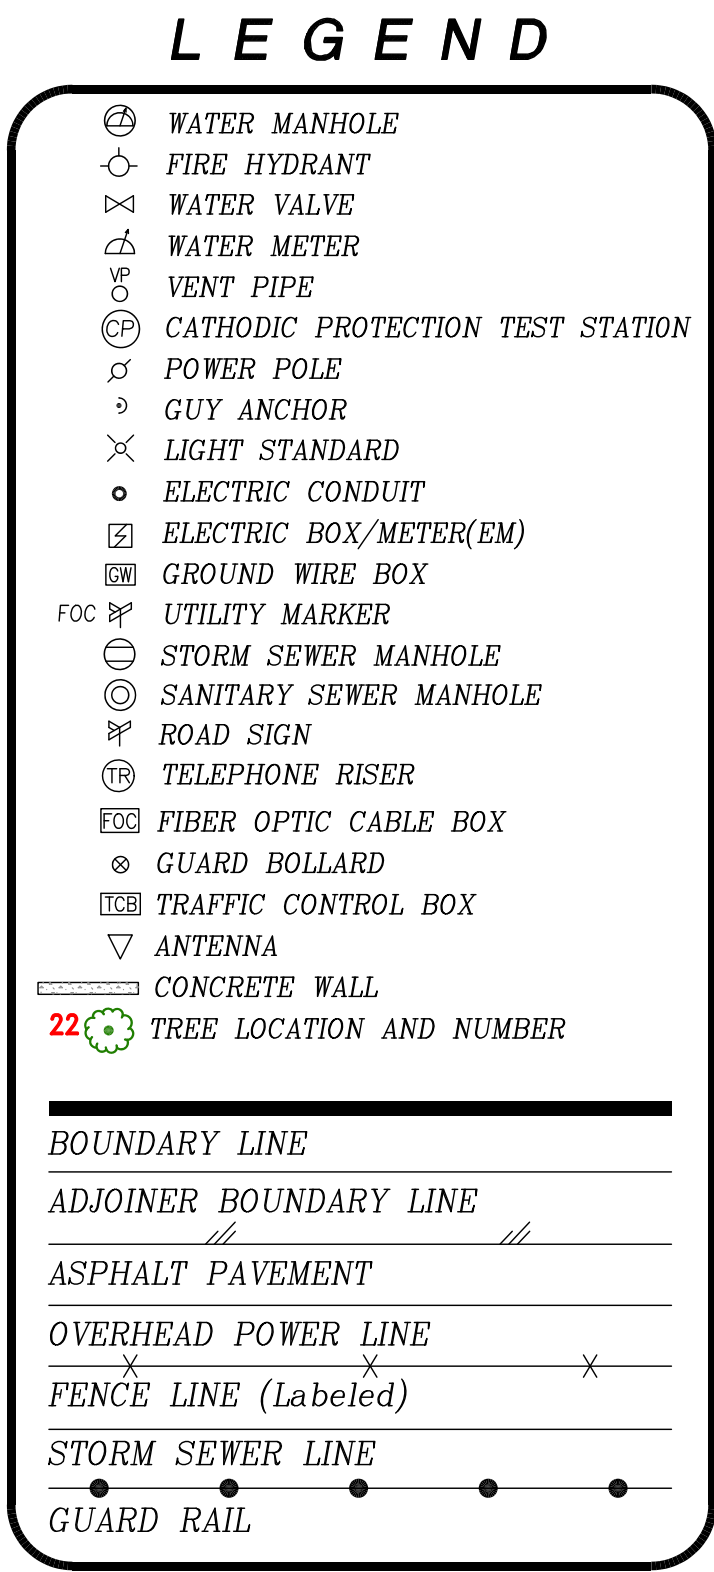 LEGEND
WATER MANHOLE
FIRE HYDRANT
WATER VALVE
WATER METER
VP
VENT PIPE
CP CATHODIC PROTECTION TEST STATION
POWER POLE
GUY ANCHOR
LIGHT STANDARD
ELECTRIC CONDUIT
ELECTRIC BOX/METER(EM)
GW GROUND WIRE BOX
FOC UTILITY MARKER
STORM SEWER MANHOLE
SANITARY SEWER MANHOLE
ROAD SIGN
TR TELEPHONE RISER
FOC FIBER OPTIC CABLE BOX
GUARD BOLLARD
TCB TRAFFIC CONTROL BOX
ANTENNA
CONCRETE WALL
22 TREE LOCATION AND NUMBER
BOUNDARY LINE
ADJOINER BOUNDARY LINE
ASPHALT PAVEMENT
OVERHEAD POWER LINE
FENCE LINE (Labeled)
STORM SEWER LINE
GUARD RAIL